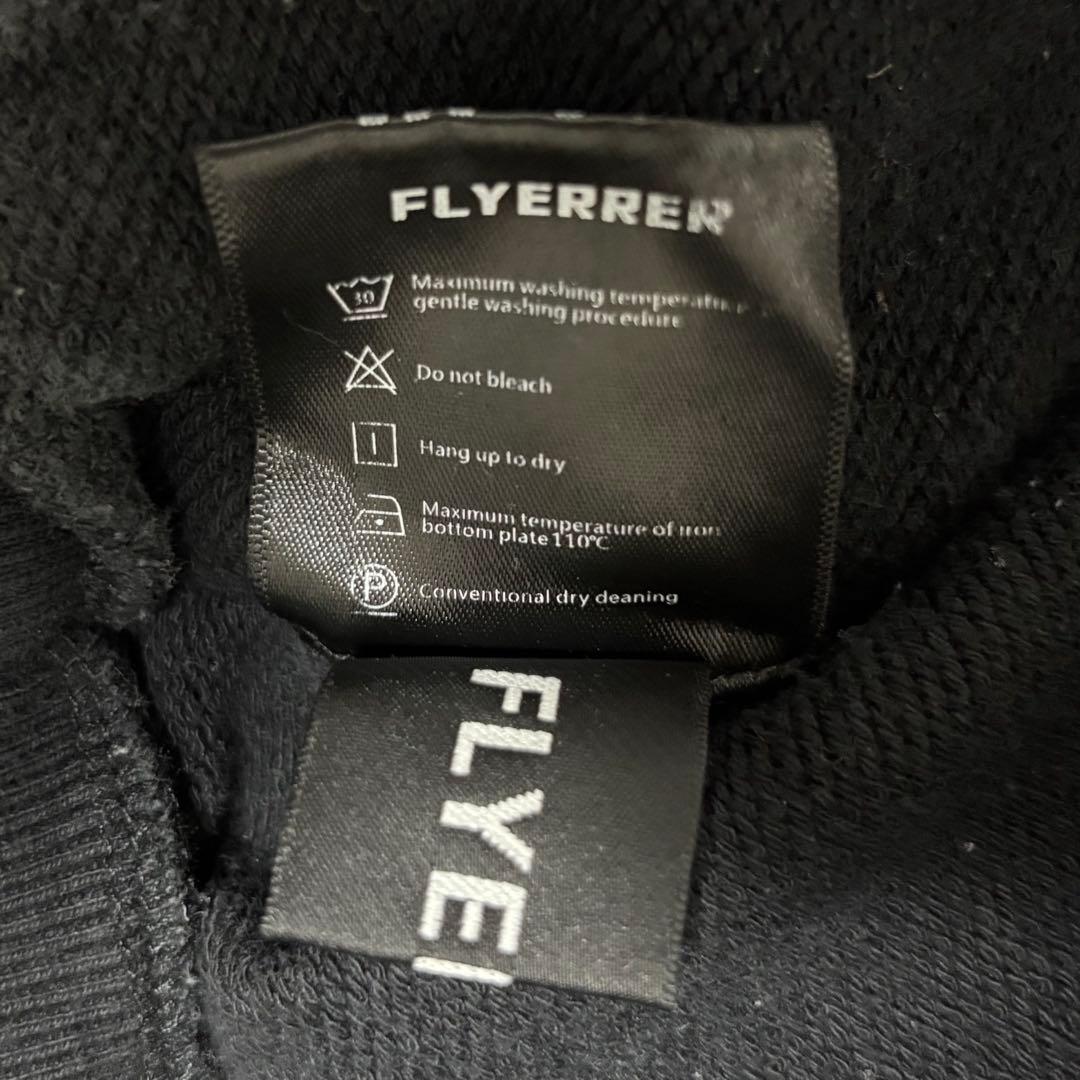 FLYERRER
30
Maximum washing temperature
gentle washing procedure
Do not bleach
Hang up to dry
Maximum temperature of iron
bottom plate 110℃
P
Conventional dry deaning
FLYE